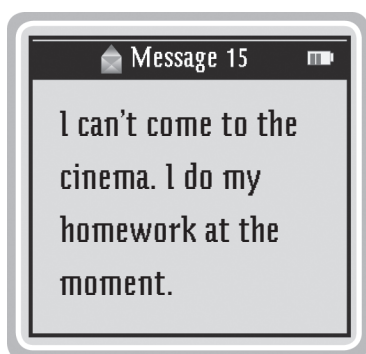 Message 15
I can't come to the
cinema. I do my
homework at the
moment.